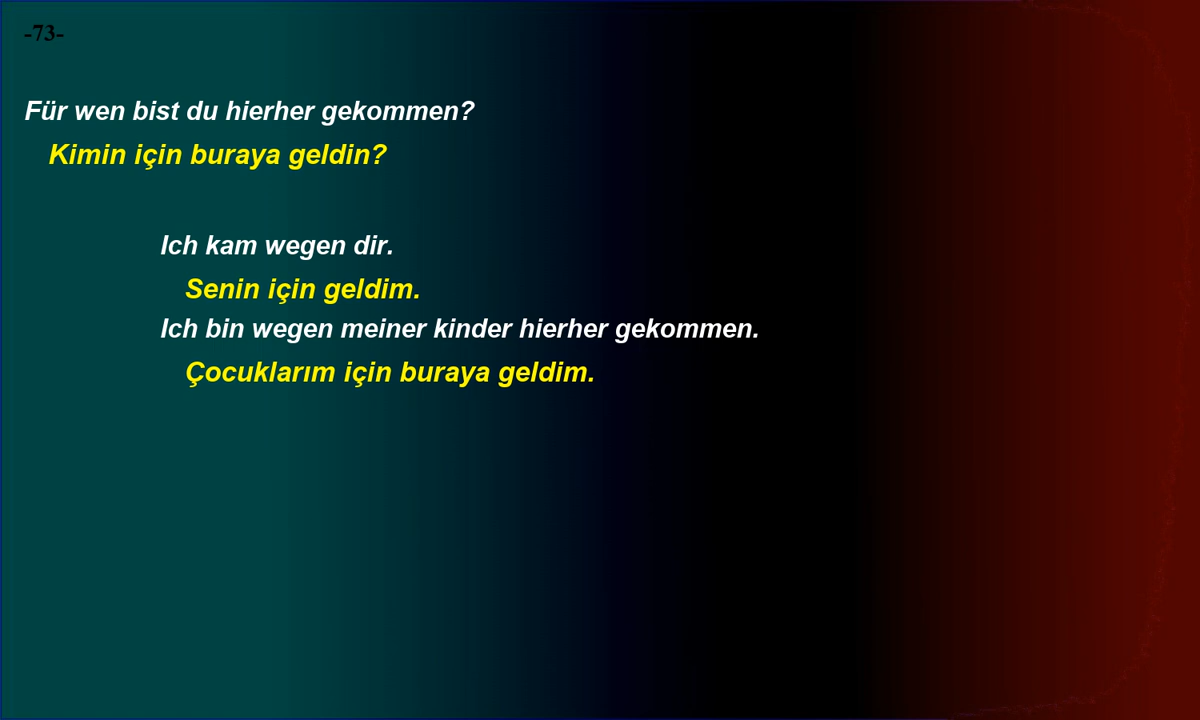 -73-
Für wen bist du hierher gekommen?
Kimin için buraya geldin?
Ich kam wegen dir.
Senin için geldim.
Ich bin wegen meiner kinder hierher gekommen.
Çocuklarım için buraya geldim.